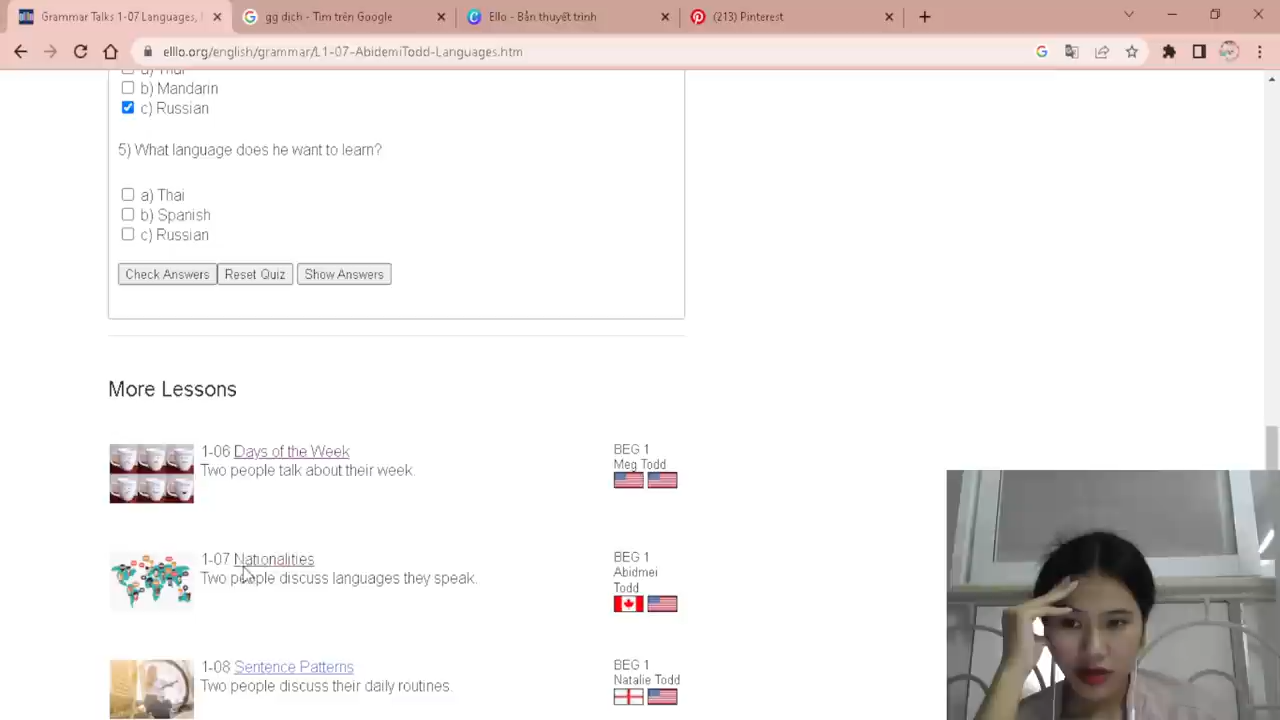 Grammar Talks 1-07 Languages,
gg dịch - Tìm trên Google
Ello - Bản thuyết trình
(213) Pinterest
elllo.org/english/grammar/L1-07-AbidemiTodd-Languages.htm
b) Mandarin
c) Russian
5) What language does he want to learn?
a) Thai
b) Spanish
c) Russian
Check Answers Reset Quiz Show Answers
More Lessons
1-06 Days of the Week
Two people talk about their week.
BEG 1
Meg Todd
1-07 Nationalities
Two people discuss languages they speak.
BEG 1
Abidmei
Todd
1-08 Sentence Patterns
Two people discuss their daily routines.
BEG 1
Natalie Todd